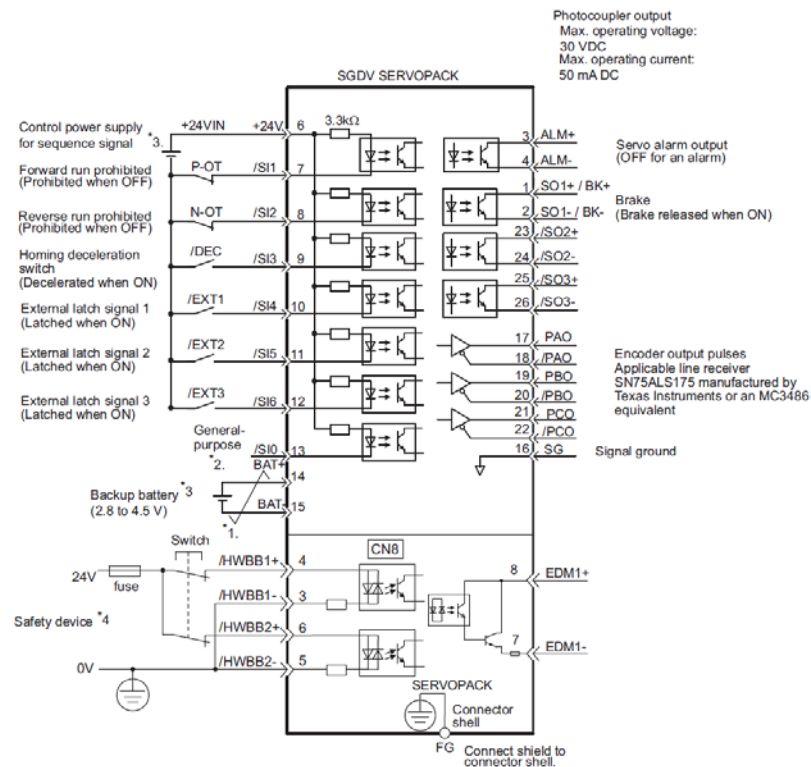 Photocoupler output
Max. operating voltage:
30 VDC
Max. operating current:
50 mA DC
SGDV SERVOPACK
Control power supply
for sequence signal
*3.
+24VIN
+24V
6
3.3kΩ
3
ALM+
4
ALM-
Servo alarm output
(OFF for an alarm)
Forward run prohibited
(Prohibited when OFF)
P-OT
/SI1
7
1
SO1+ / BK+
2
SO1- / BK-
Brake
(Brake released when ON)
Reverse run prohibited
(Prohibited when OFF)
N-OT
/SI2
8
23
/SO2+
24
/SO2-
Homing deceleration
switch
(Decelerated when ON)
/DEC
/SI3
9
25
/SO3+
26
/SO3-
External latch signal 1
(Latched when ON)
/EXT1
/SI4
10
17
PAO
18
/PAO
External latch signal 2
(Latched when ON)
/EXT2
/SI5
11
19
PBO
20
/PBO
Encoder output pulses
Applicable line receiver
SN75ALS175 manufactured by
Texas Instruments or an MC3486
equivalent
External latch signal 3
(Latched when ON)
/EXT3
/SI6
12
21
PCO
22
/PCO
General-
purpose
/SI0
13
16
SG
Signal ground
*2.
BAT+
14
Backup battery *3
(2.8 to 4.5 V)
BAT-
15
*1.
Switch
CN8
24V
fuse
/HWBB1+
4
/HWBB1-
3
8
EDM1+
Safety device *4
/HWBB2+
6
7
EDM1-
0V
/HWBB2-
5
SERVOPACK
Connector
shell
FG
Connect shield to
connector shell.